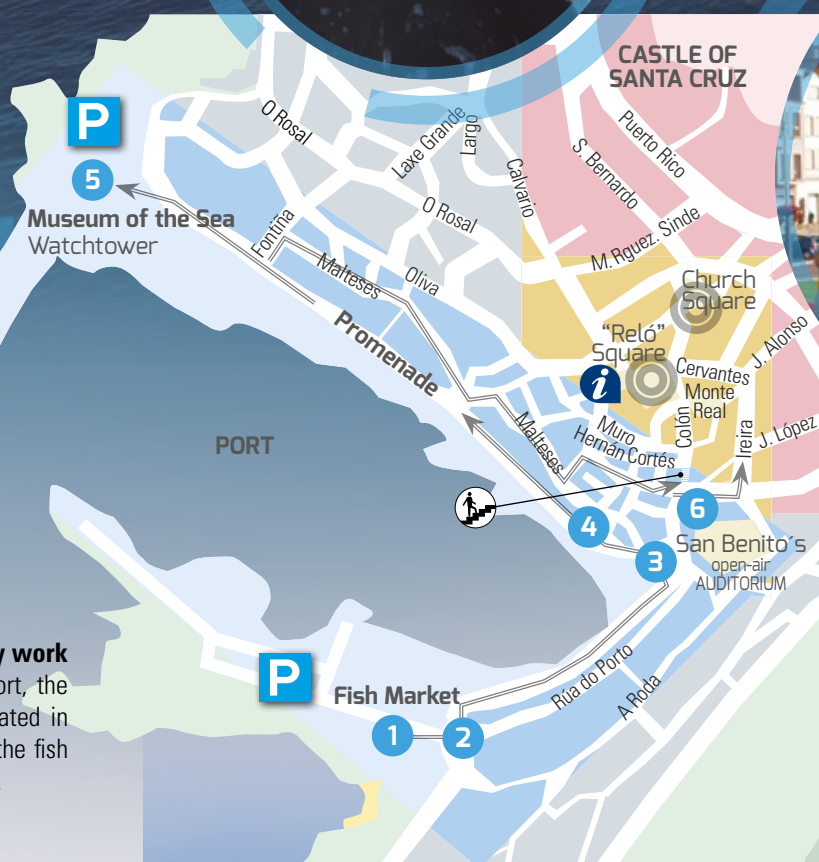 CASTLE OF
SANTA CRUZ
P
5
Museum of the Sea
Watchtower
O Rosal
Laxe Grande
Largo
Calvario
S. Bernardo
Puerto Rico
O Rosal
M. Rguez. Sinde
Fontiña
Malteses
Oliva
Promenade
Church
Square
"Reló"
Square
i
Cervantes
J. Alonso
Monte
Real
Colón
Ireira
J. López
Muro
Hernán Cortés
Malteses
PORT
4
6
3
San Benito´s
open-air
AUDITORIUM
Rúa do Porto
A Roda
P
Fish Market
1
2
y work
ort, the
ated in
the fish